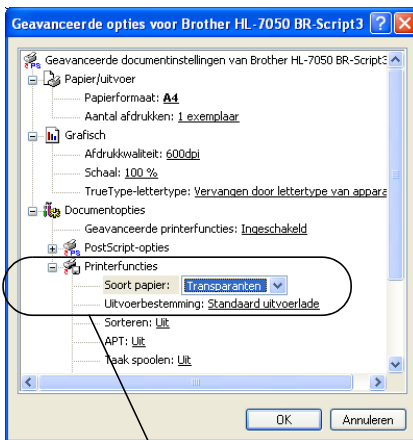 Geavanceerde opties voor Brother HL-7050 BR-Script3
Geavanceerde documentinstellingen van Brother HL-7050 BR-Script3
Papier/uitvoer
Papierformaat: A4
Aantal afdrukken: 1 exemplaar
Grafisch
Afdrukkwaliteit: 600dpi
Schaal: 100 %
TrueType-lettertype: Vervangen door lettertype van appara
Documentopties
Geavanceerde printerfuncties: Ingeschakeld
PostScript-opties
Printerfuncties
Soort papier: Transparanten
Uitvoerbestemming: Standaard uitvoerlade
Sorteren: Uit
APT: Uit
Taak spoolen: Uit
OK Annuleren